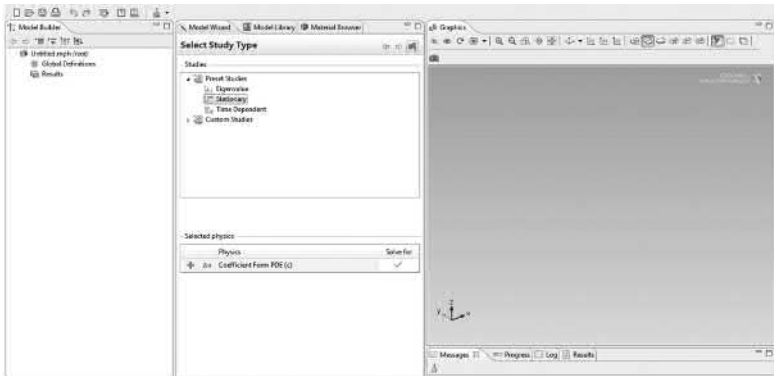 Model Builder
Untitled.mph (root)
Global Definitions
Results
Model Wizard
Model Library
Material Browser
Select Study Type
Studies
Preset Studies
Eigenvalue
Stationary
Time Dependent
Custom Studies
Selected physics
Physics
Solve for
Δu Coefficient Form PDE (c)
Graphics
z
y
x
Messages
Progress
Log
Results